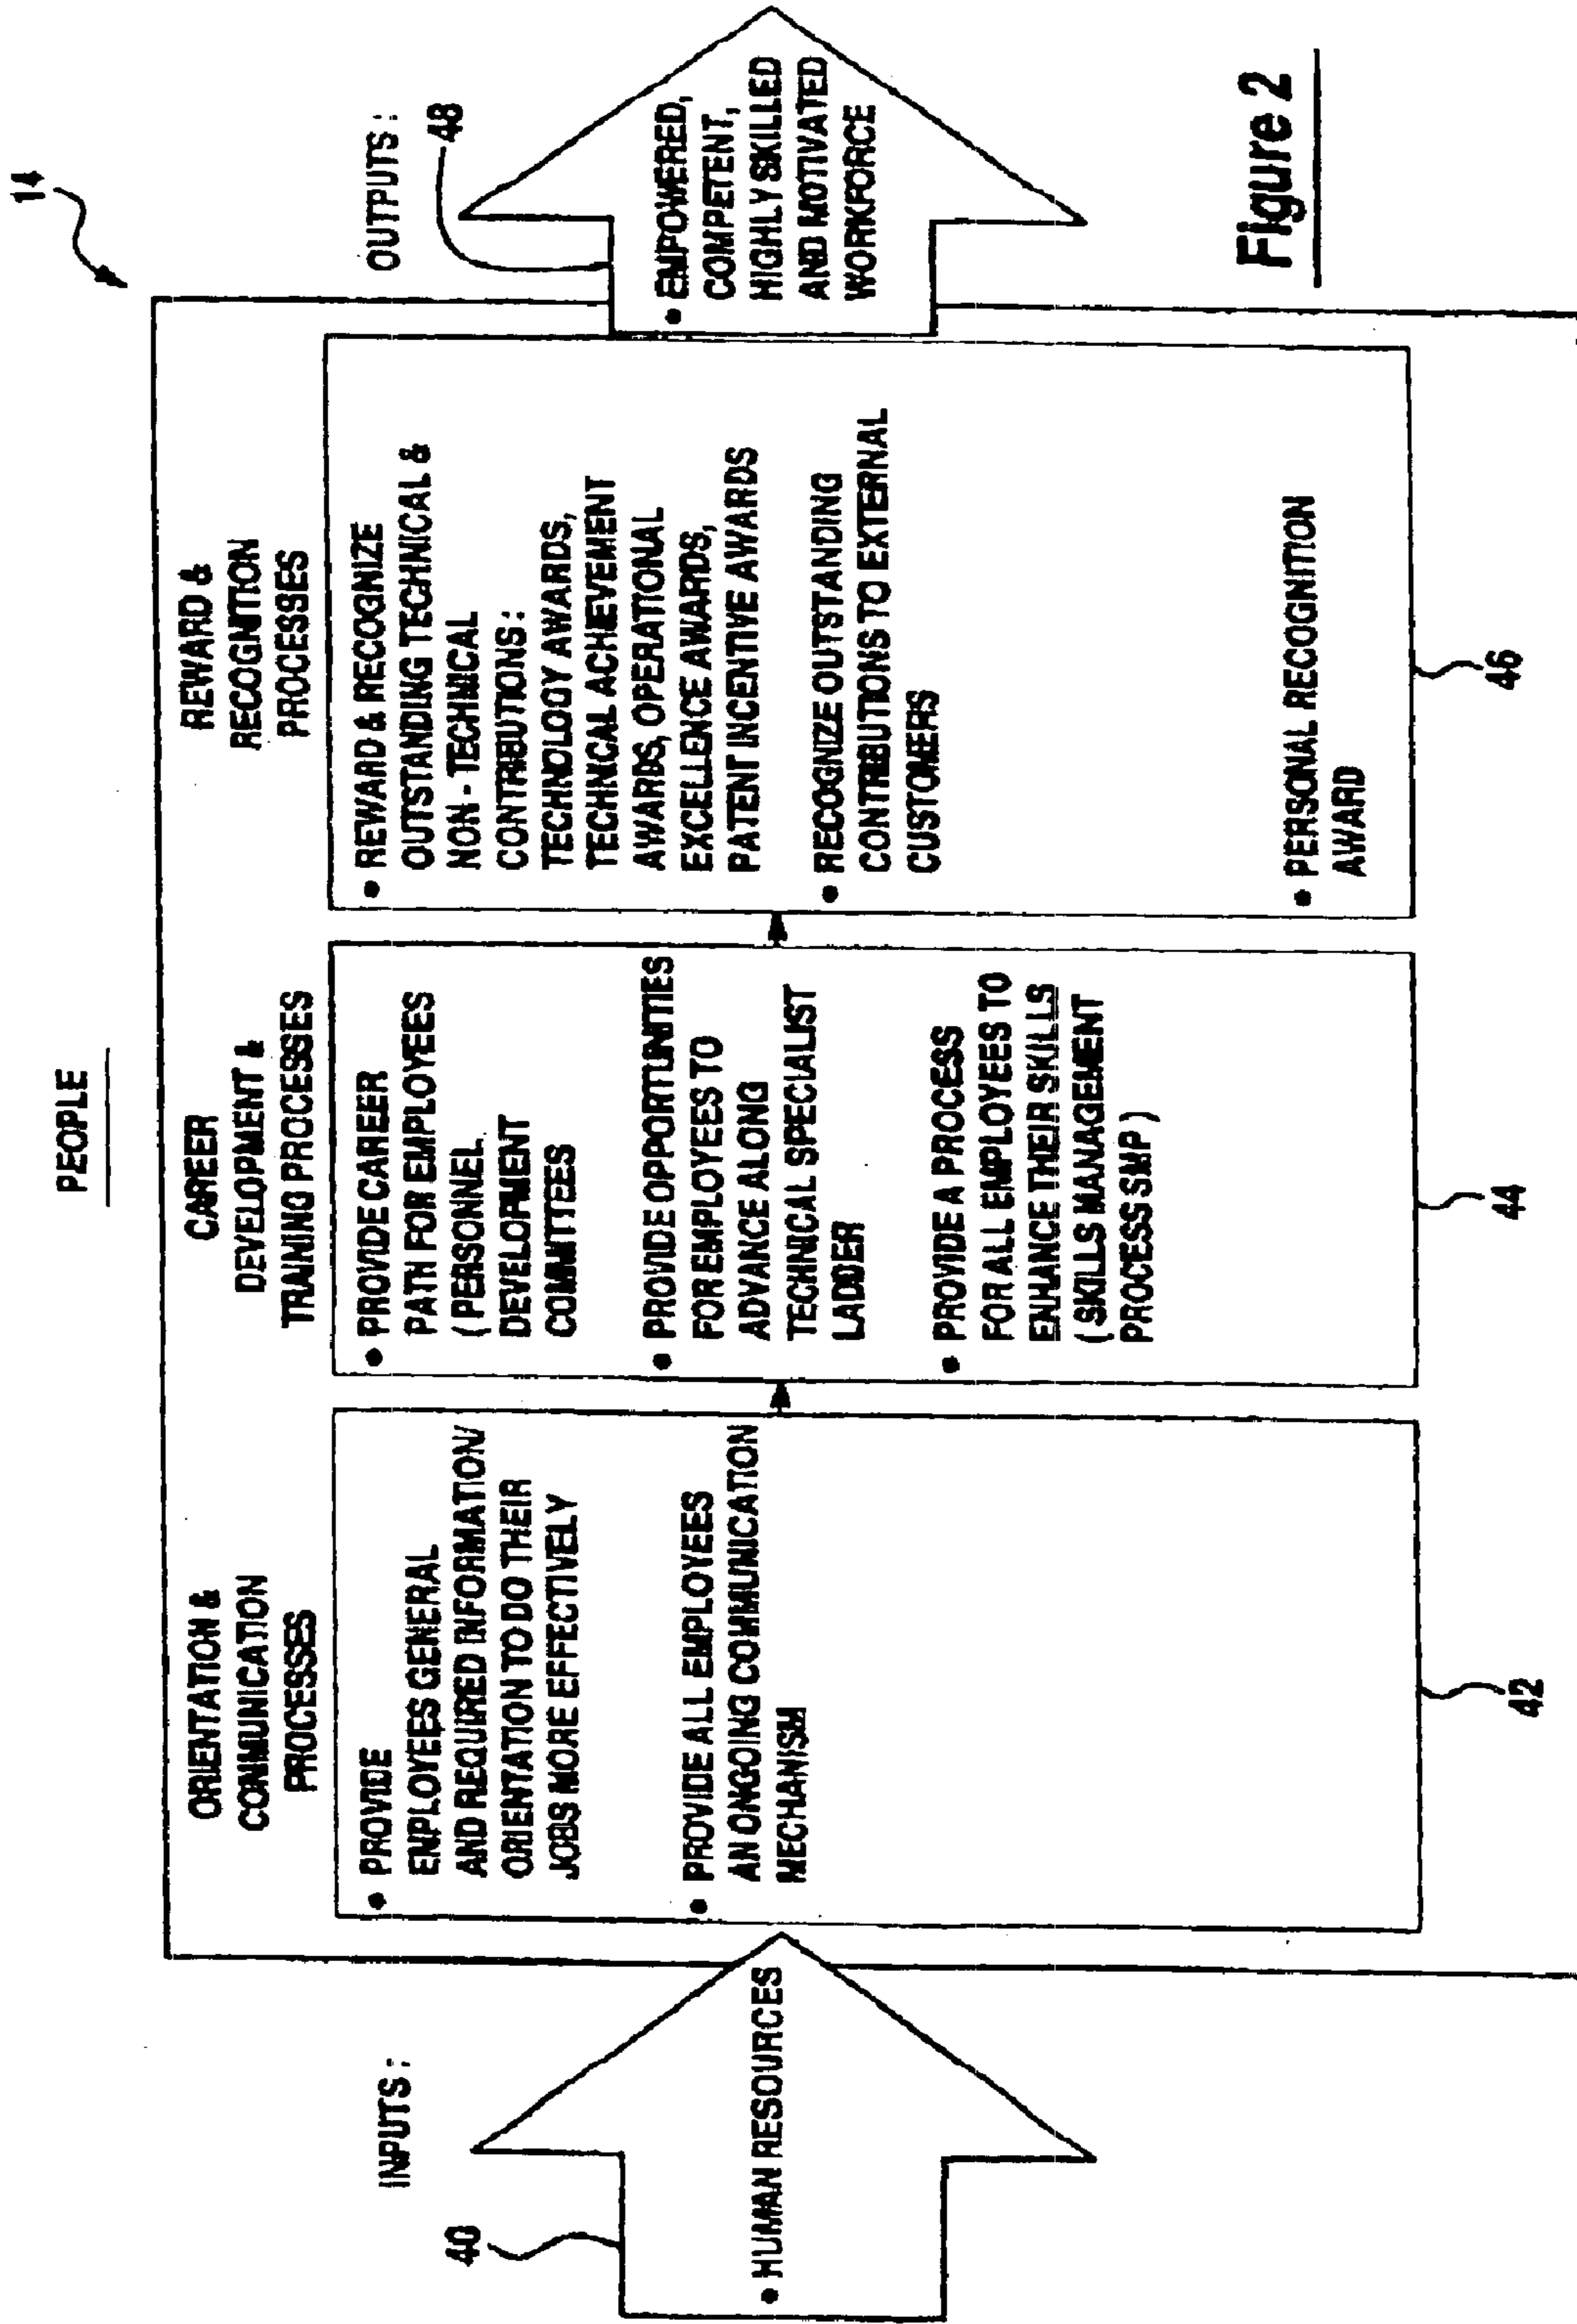 14
PEOPLE
INPUTS:
40
• HUMAN RESOURCES
ORIENTATION &
COMMUNICATION
PROCESSES
• PROVIDE
EMPLOYEES GENERAL
AND REQUIRED INFORMATION/
ORIENTATION TO DO THEIR
JOBS MORE EFFECTIVELY
• PROVIDE ALL EMPLOYEES
AN ONGOING COMMUNICATION
MECHANISM
42
CAREER
DEVELOPMENT &
TRAINING PROCESSES
• PROVIDE CAREER
PATH FOR EMPLOYEES
(PERSONNEL
DEVELOPMENT
COMMITTEES
• PROVIDE OPPORTUNITIES
FOR EMPLOYEES TO
ADVANCE ALONG
TECHNICAL SPECIALIST
LADDER
• PROVIDE A PROCESS
FOR ALL EMPLOYEES TO
ENHANCE THEIR SKILLS
(SKILLS MANAGEMENT
PROCESS SMP)
44
REWARD &
RECOGNITION
PROCESSES
• REWARD & RECOGNIZE
OUTSTANDING TECHNICAL &
NON-TECHNICAL
CONTRIBUTIONS:
TECHNOLOGY AWARDS,
TECHNICAL ACHIEVEMENT
AWARDS, OPERATIONAL
EXCELLENCE AWARDS,
PATENT INCENTIVE AWARDS
• RECOGNIZE OUTSTANDING
CONTRIBUTIONS TO EXTERNAL
CUSTOMERS
• PERSONAL RECOGNITION
AWARD
46
OUTPUTS:
48
• EMPOWERED,
COMPETENT,
HIGHLY SKILLED
AND MOTIVATED
WORKFORCE
Figure 2